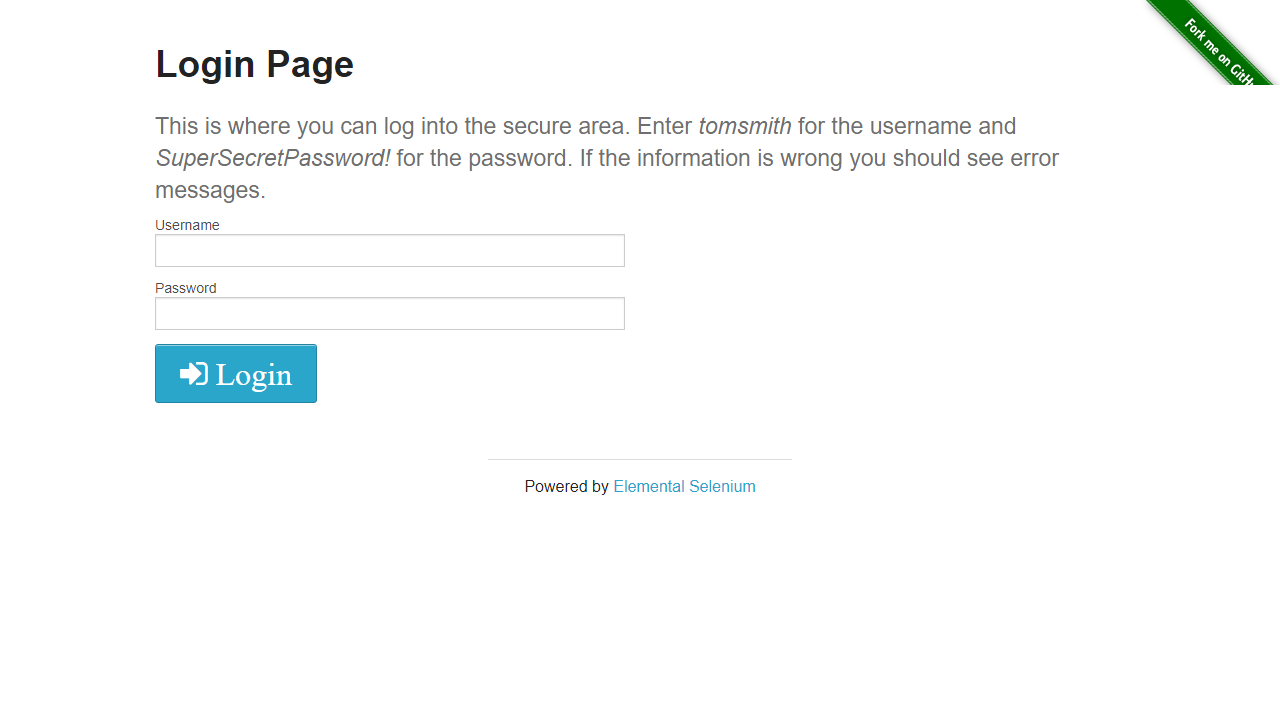 Fork me on GitHub
Login Page
This is where you can log into the secure area. Enter tomsmith for the username and
SuperSecretPassword! for the password. If the information is wrong you should see error
messages.
Username
Password
Login
Powered by Elemental Selenium